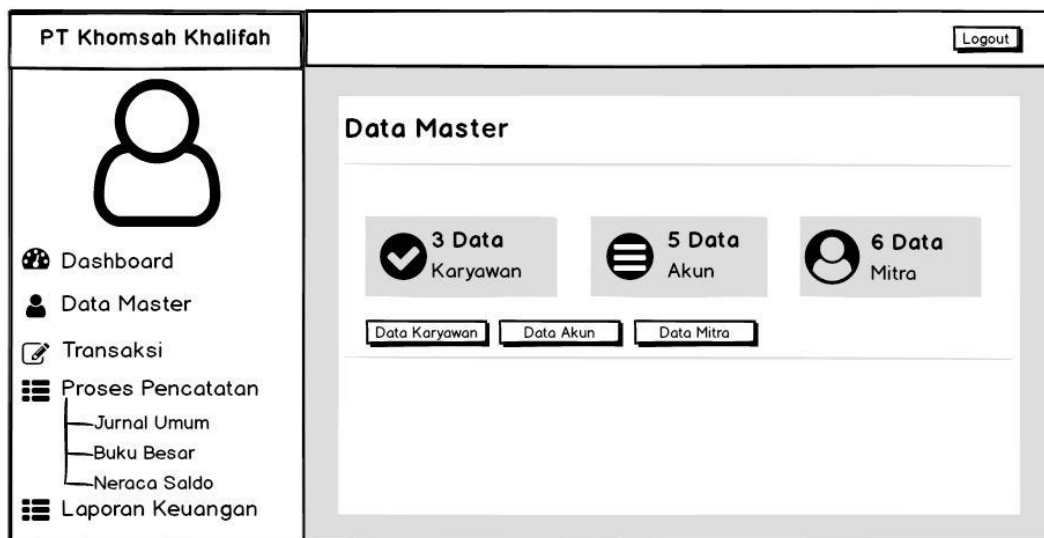 PT Khomsah Khalifah
Logout
Dashboard
Data Master
Transaksi
Proses Pencatatan
Jurnal Umum
Buku Besar
Neraca Saldo
Laporan Keuangan
Data Master
3 Data
Karyawan
5 Data
Akun
6 Data
Mitra
Data Karyawan
Data Akun
Data Mitra